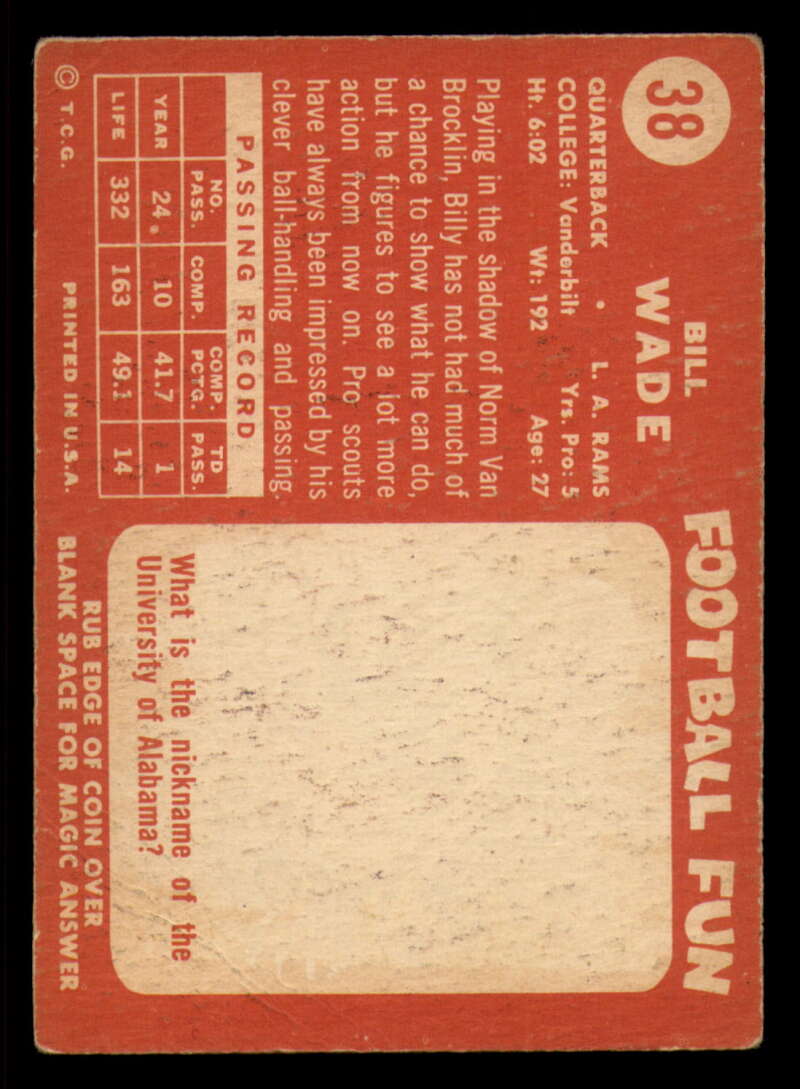 38
BILL
WADE
QUARTERBACK • L. A. RAMS
COLLEGE: Vanderbilt Yrs. Pro: 5
Ht. 6:02 Wt: 192 Age: 27
Playing in the shadow of Norm Van
Brocklin, Billy has not had much of
a chance to show what he can do,
but he figures to see a lot more
action from now on. Pro scouts
have always been impressed by his
clever ball-handling and passing.
PASSING RECORD
NO. PASS. COMP. COMP. PCTG. TD PASS.
YEAR 24 10 41.7 1
LIFE 332 163 49.1 14
© T.C.G. PRINTED IN U.S.A.
FOOTBALL FUN
What is the nickname of the
University of Alabama?
RUB EDGE OF COIN OVER
BLANK SPACE FOR MAGIC ANSWER